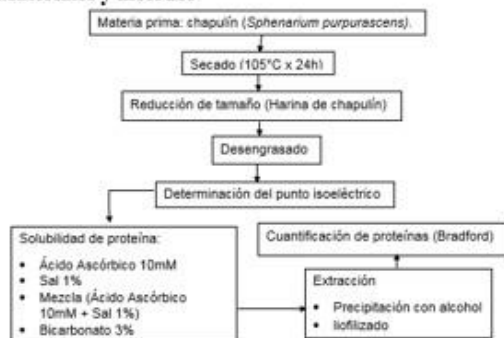 Materia prima: chapulín (Sphenarium purpurascens).
Secado (105°C x 24h)
Reducción de tamaño (Harina de chapulín)
Desengrasado
Determinación del punto isoeléctrico
Solubilidad de proteína:
• Ácido Ascórbico 10mM
• Sal 1%
• Mezcla (Ácido Ascórbico
10mM + Sal 1%)
• Bicarbonato 3%
Cuantificación de proteínas (Bradford)
Extracción
• Precipitación con alcohol
• liofilizado